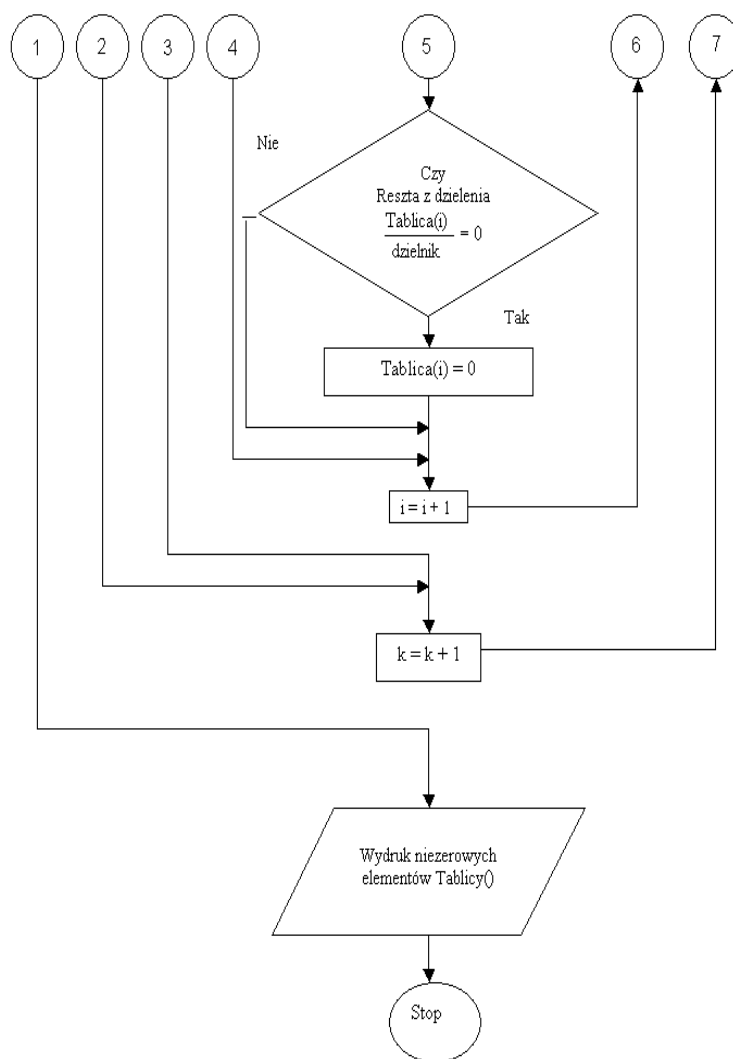 1
2
3
4
5
6
7
Nie
Czy
Reszta z dzielenia
Tablica(i)
= 0
dzielnik
Tak
Tablica(i) = 0
i = i + 1
k = k + 1
Wydruk niezerowych
elementów Tablicy()
Stop